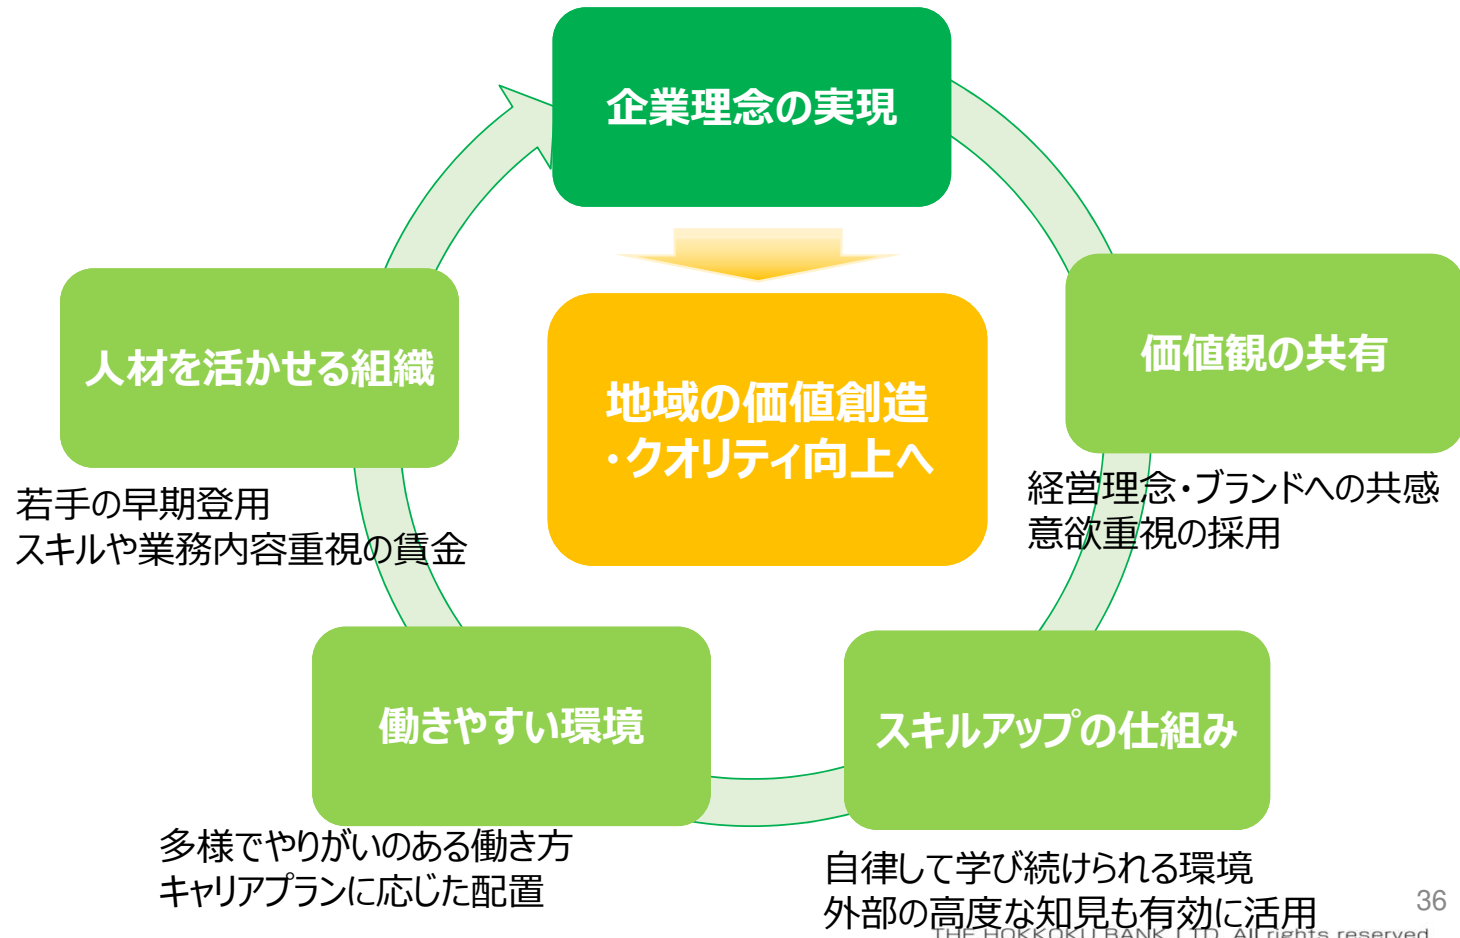 企業理念の実現
人材を活かせる組織
価値観の共有
地域の価値創造
・クオリティ向上へ
経営理念・ブランドへの共感
意欲重視の採用
若手の早期登用
スキルや業務内容重視の賃金
働きやすい環境
スキルアップの仕組み
多様でやりがいのある働き方
キャリアプランに応じた配置
自律して学び続けられる環境
外部の高度な知見も有効に活用
36
THE HOKKOKU BANK, LTD. All rights reserved